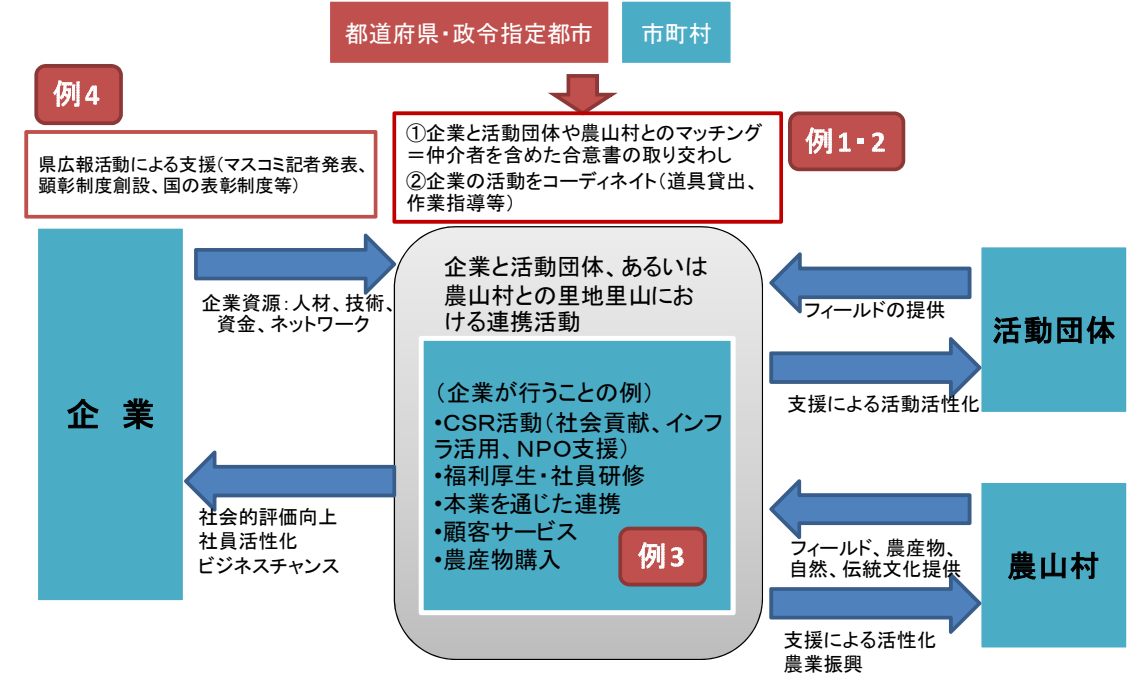 都道府県・政令指定都市
市町村
例4
県広報活動による支援(マスコミ記者発表、
顕彰制度創設、国の表彰制度等)
①企業と活動団体や農山村とのマッチング
=仲介者を含めた合意書の取り交わし
②企業の活動をコーディネイト(道具貸出、
作業指導等)
例1・2
企業
企業資源:人材、技術、
資金、ネットワーク
社会的評価向上
社員活性化
ビジネスチャンス
企業と活動団体、あるいは
農山村との里地里山にお
ける連携活動
(企業が行うことの例)
・CSR活動(社会貢献、インフ
ラ活用、NPO支援)
・福利厚生・社員研修
・本業を通じた連携
・顧客サービス
・農産物購入
例3
フィールドの提供
支援による活動活性化
活動団体
フィールド、農産物、
自然、伝統文化提供
支援による活性化
農業振興
農山村